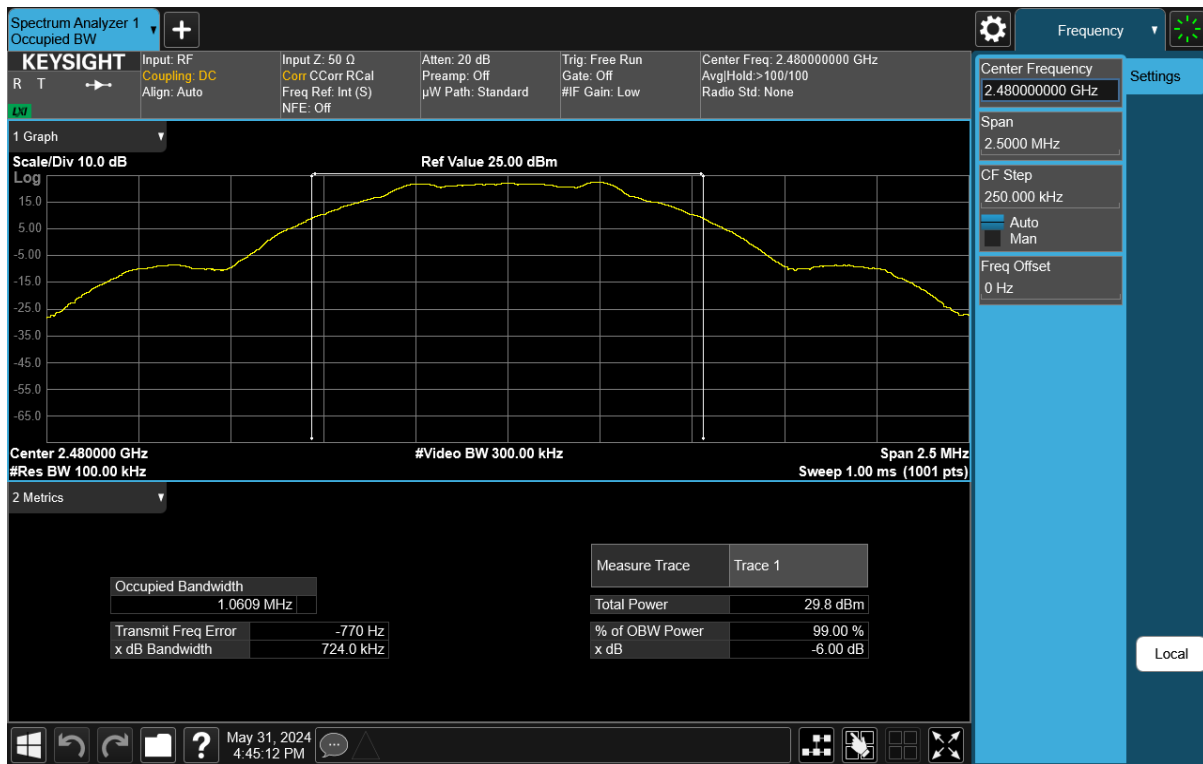 Spectrum Analyzer 1
Occupied BW
Frequency
KEYSIGHT
R T
LXI
Input: RF
Coupling: DC
Align: Auto
Input Z: 50 Ω
Corr CCorr RCal
Freq Ref: Int (S)
NFE: Off
Atten: 20 dB
Preamp: Off
µW Path: Standard
Trig: Free Run
Gate: Off
#IF Gain: Low
Center Freq: 2.480000000 GHz
Avg|Hold:>100/100
Radio Std: None
Center Frequency
2.480000000 GHz
Settings
Span
2.5000 MHz
CF Step
250.000 kHz
Auto
Man
Freq Offset
0 Hz
Local
1 Graph
Scale/Div 10.0 dB
Ref Value 25.00 dBm
Log
15.0
5.00
-5.00
-15.0
-25.0
-35.0
-45.0
-55.0
-65.0
Center 2.480000 GHz
#Video BW 300.00 kHz
Span 2.5 MHz
#Res BW 100.00 kHz
Sweep 1.00 ms (1001 pts)
2 Metrics
Measure Trace Trace 1
Occupied Bandwidth
1.0609 MHz
Total Power 29.8 dBm
Transmit Freq Error -770 Hz
% of OBW Power 99.00 %
x dB Bandwidth 724.0 kHz
x dB -6.00 dB
May 31, 2024
4:45:12 PM